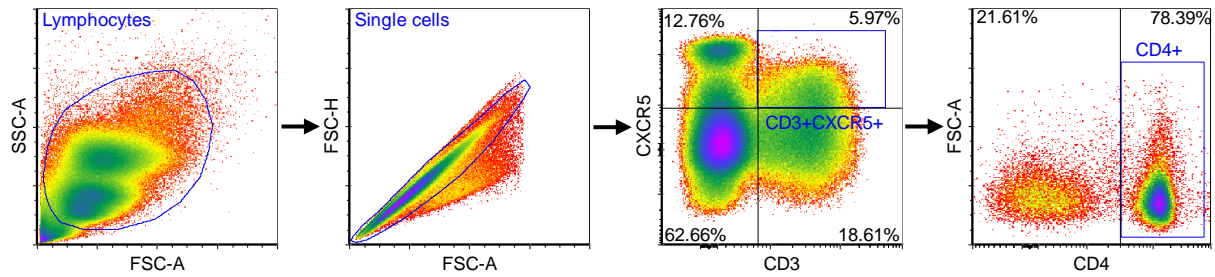 Lymphocytes
SSC-A
FSC-A
Single cells
FSC-H
FSC-A
12.76%
5.97%
CXCR5
CD3+CXCR5+
62.66%
18.61%
CD3
21.61%
78.39%
CD4+
FSC-A
CD4